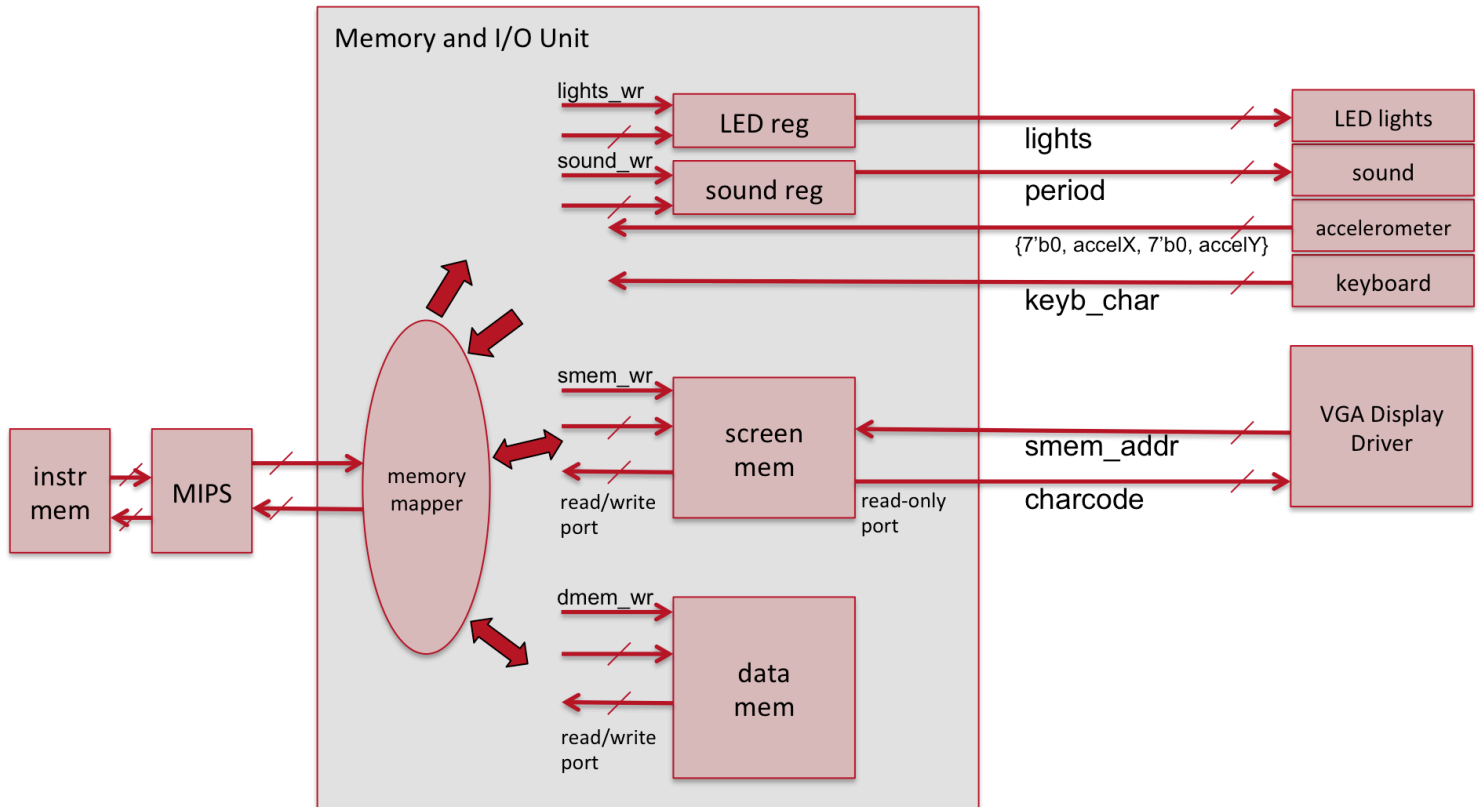 Memory and I/O Unit
lights_wr
LED reg
lights
LED lights
sound_wr
sound reg
period
sound
{7'b0, accelX, 7'b0, accelY}
accelerometer
keyb_char
keyboard
instr
mem
MIPS
memory
mapper
smem_wr
screen
mem
read/write
port
read-only
port
smem_addr
charcode
VGA Display
Driver
dmem_wr
data
mem
read/write
port